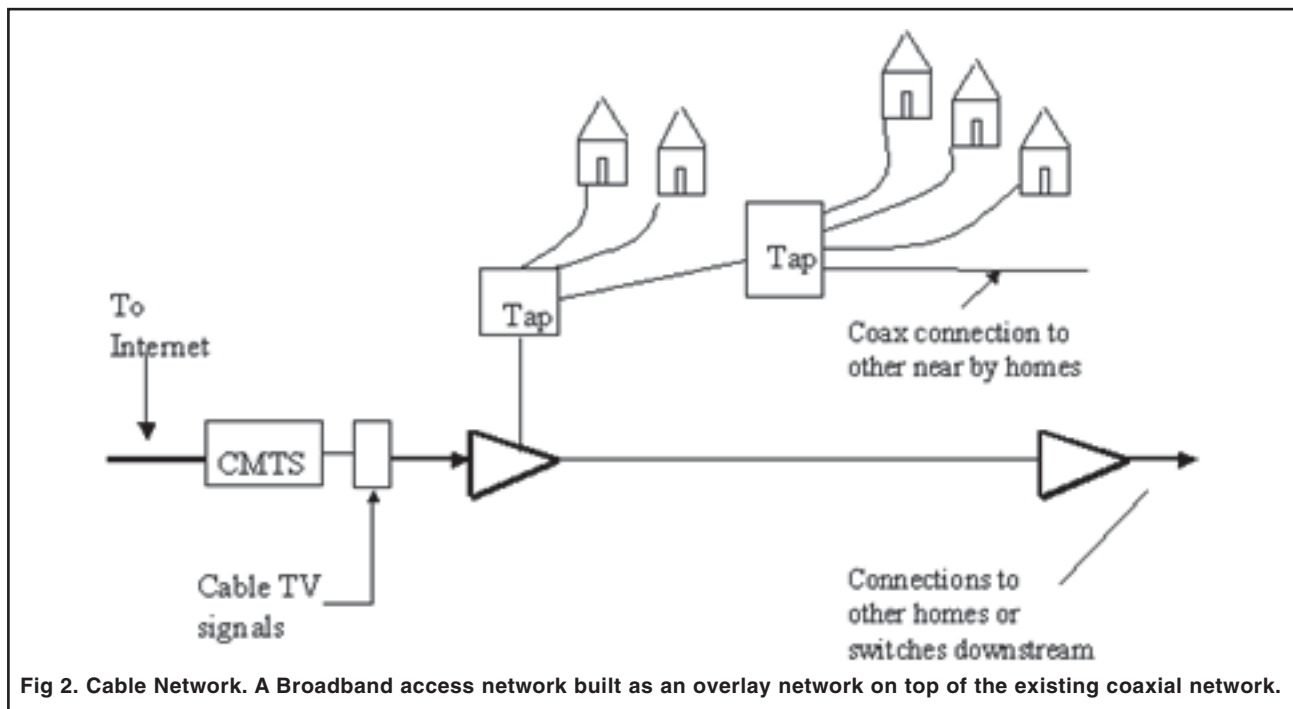 Tap
Tap
To
Internet
Coax connection to
other near by homes
CMTS
Cable TV
signals
Connections to
other homes or
switches downstream
Fig 2. Cable Network. A Broadband access network built as an overlay network on top of the existing coaxial network.